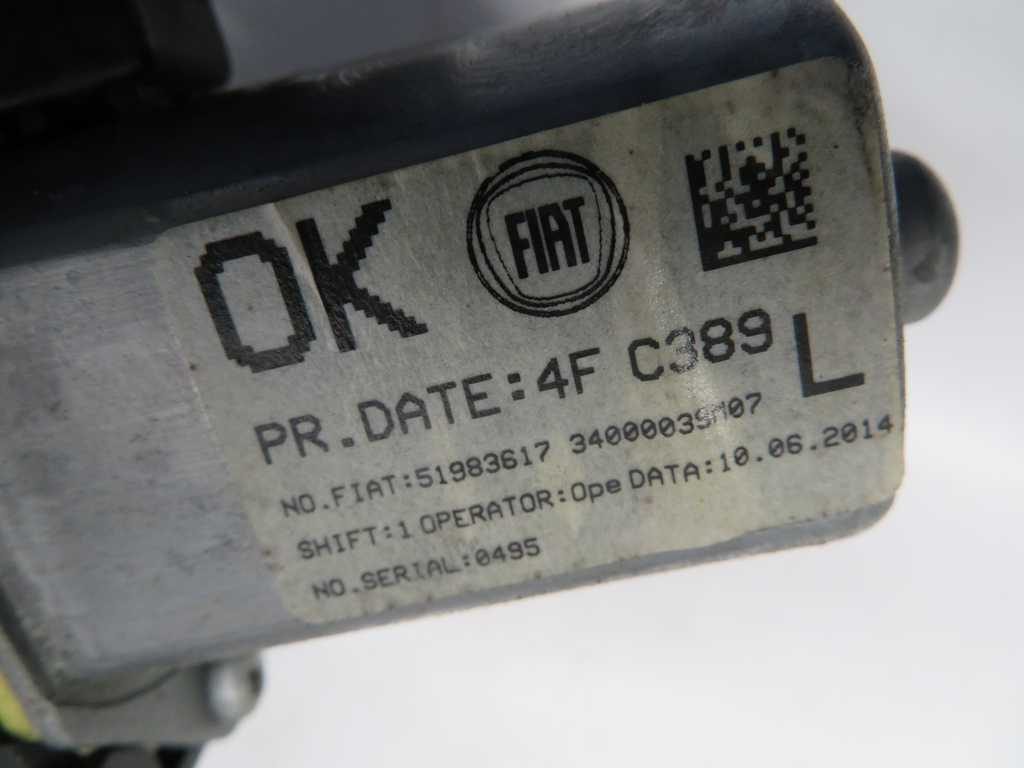 OK FIAT
PR.DATE:4F C389 L
NO.FIAT:51983617 34000039M07
SHIFT:1 OPERATOR:Ope DATA:10.06.2014
NO.SERIAL:0495